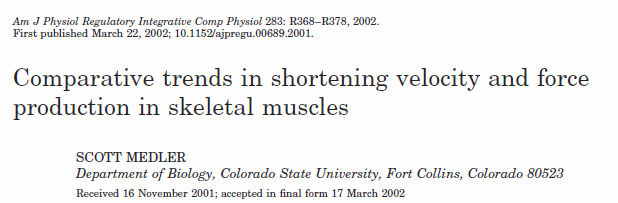 Am J Physiol Regulatory Integrative Comp Physiol 283: R368–R378, 2002.
First published March 22, 2002; 10.1152/ajpregu.00689.2001.
Comparative trends in shortening velocity and force
production in skeletal muscles
SCOTT MEDLER
Department of Biology, Colorado State University, Fort Collins, Colorado 80523
Received 16 November 2001; accepted in final form 17 March 2002